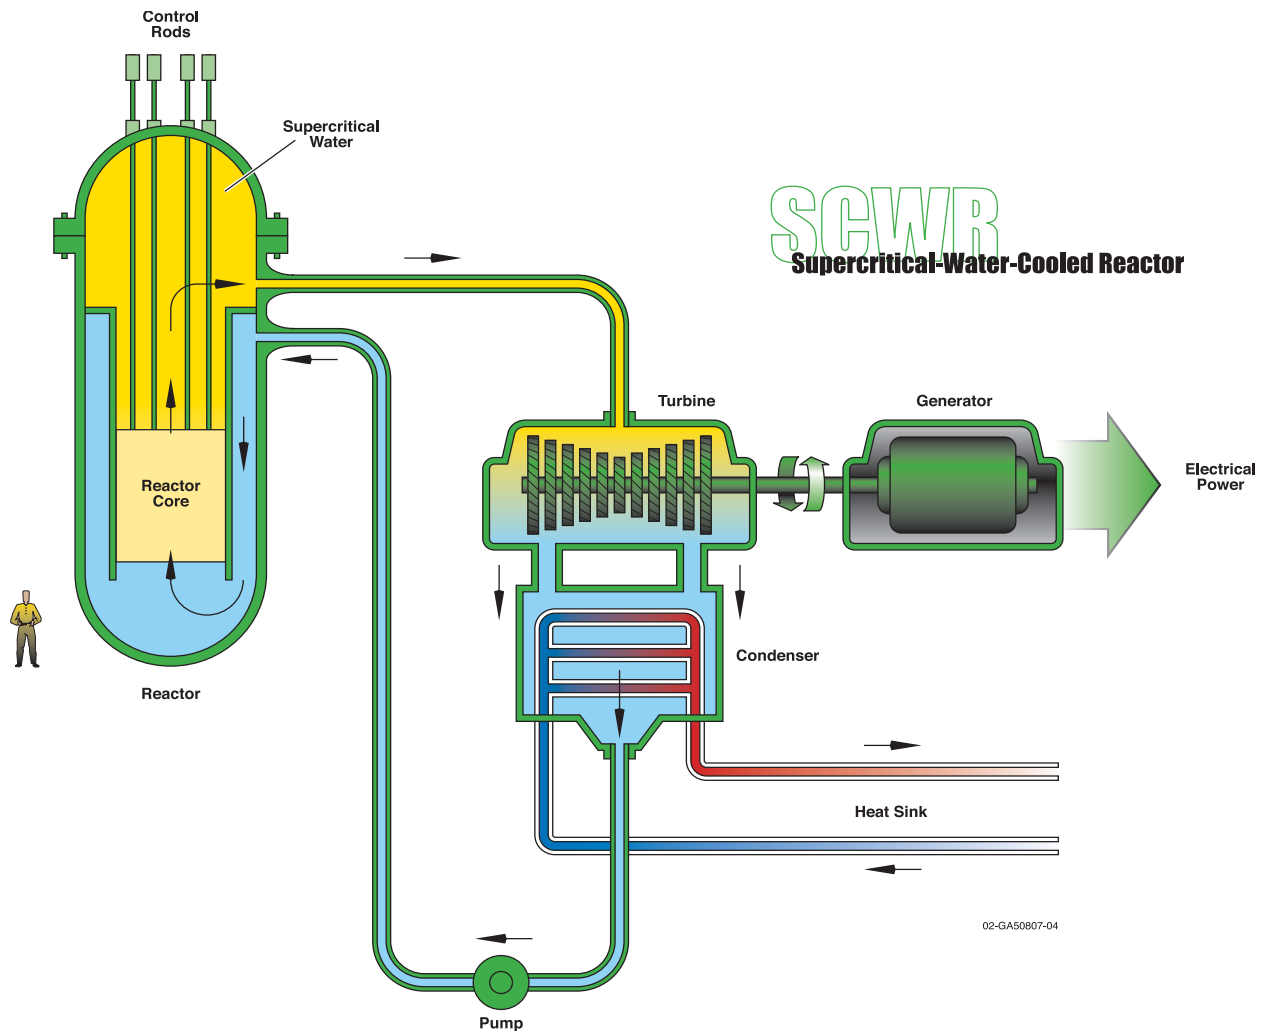 Control
Rods
Supercritical
Water
SCWR
Supercritical-Water-Cooled Reactor
Turbine
Generator
Electrical
Power
Reactor
Core
Condenser
Reactor
Heat Sink
02-GA50807-04
Pump